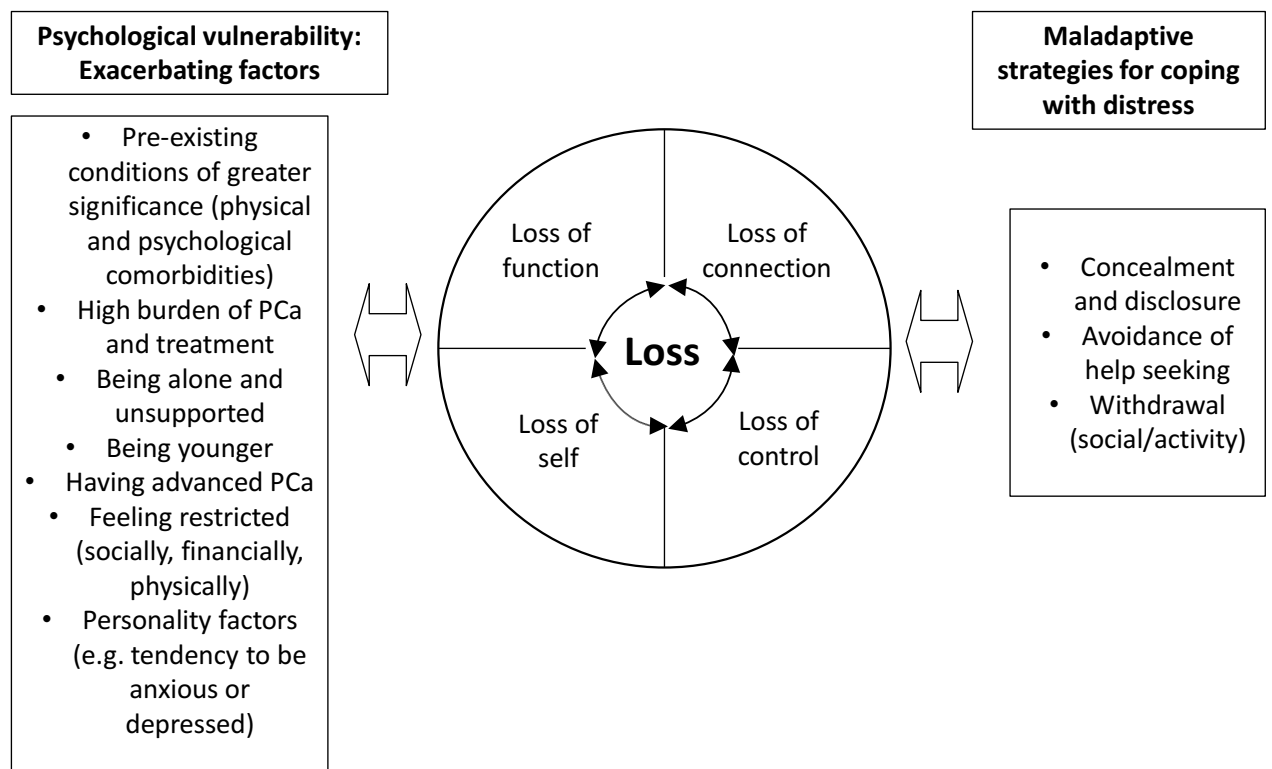 Psychological vulnerability:
Exacerbating factors
• Pre-existing
conditions of greater
significance (physical
and psychological
comorbidities)
• High burden of PCa
and treatment
• Being alone and
unsupported
• Being younger
• Having advanced PCa
• Feeling restricted
(socially, financially,
physically)
• Personality factors
(e.g. tendency to be
anxious or
depressed)
Loss of
function
Loss of
connection
Loss
Loss of
self
Loss of
control
Maladaptive
strategies for coping
with distress
• Concealment
and disclosure
• Avoidance of
help seeking
• Withdrawal
(social/activity)